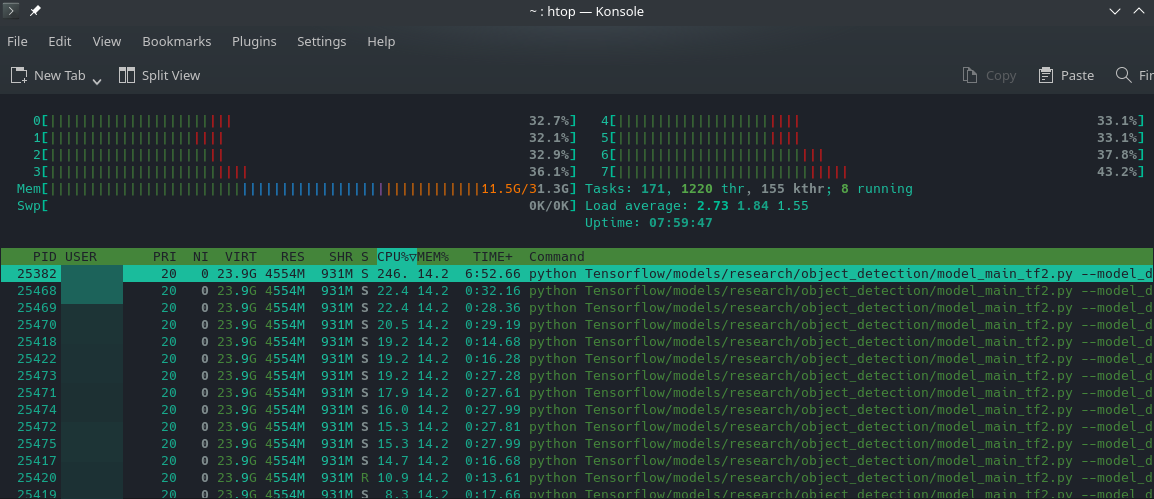 ~ : htop — Konsole
File Edit View Bookmarks Plugins Settings Help
New Tab Split View Copy Paste Fin
0[|||||||||||||||||||||| 32.7%] 4[|||||||||||||||||||||| 33.1%]
1[||||||||||||||||||||| 32.1%] 5[|||||||||||||||||||||| 33.1%]
2[||||||||||||||||||||| 32.9%] 6[||||||||||||||||||||||||| 37.8%]
3[|||||||||||||||||||||||| 36.1%] 7[|||||||||||||||||||||||||||| 43.2%]
Mem[|||||||||||||||||||||||||||||||||||||||||||||||||||||11.5G/31.3G] Tasks: 171, 1220 thr, 155 kthr; 8 running
Swp[ 0K/0K] Load average: 2.73 1.84 1.55
Uptime: 07:59:47
PID USER PRI NI VIRT RES SHR S CPU%▽MEM% TIME+ Command
25382 20 0 23.9G 4554M 931M S 246. 14.2 6:52.66 python Tensorflow/models/research/object_detection/model_main_tf2.py --model_d
25468 20 0 23.9G 4554M 931M S 22.4 14.2 0:32.16 python Tensorflow/models/research/object_detection/model_main_tf2.py --model_d
25469 20 0 23.9G 4554M 931M S 22.4 14.2 0:28.36 python Tensorflow/models/research/object_detection/model_main_tf2.py --model_d
25470 20 0 23.9G 4554M 931M S 20.5 14.2 0:29.19 python Tensorflow/models/research/object_detection/model_main_tf2.py --model_d
25418 20 0 23.9G 4554M 931M S 19.2 14.2 0:14.68 python Tensorflow/models/research/object_detection/model_main_tf2.py --model_d
25422 20 0 23.9G 4554M 931M S 19.2 14.2 0:16.28 python Tensorflow/models/research/object_detection/model_main_tf2.py --model_d
25473 20 0 23.9G 4554M 931M S 19.2 14.2 0:27.28 python Tensorflow/models/research/object_detection/model_main_tf2.py --model_d
25471 20 0 23.9G 4554M 931M S 17.9 14.2 0:27.61 python Tensorflow/models/research/object_detection/model_main_tf2.py --model_d
25474 20 0 23.9G 4554M 931M S 16.0 14.2 0:27.99 python Tensorflow/models/research/object_detection/model_main_tf2.py --model_d
25472 20 0 23.9G 4554M 931M S 15.3 14.2 0:27.81 python Tensorflow/models/research/object_detection/model_main_tf2.py --model_d
25475 20 0 23.9G 4554M 931M S 15.3 14.2 0:27.99 python Tensorflow/models/research/object_detection/model_main_tf2.py --model_d
25417 20 0 23.9G 4554M 931M S 14.7 14.2 0:16.68 python Tensorflow/models/research/object_detection/model_main_tf2.py --model_d
25420 20 0 23.9G 4554M 931M R 10.9 14.2 0:13.61 python Tensorflow/models/research/object_detection/model_main_tf2.py --model_d
25419 20 0 23.9G 4554M 931M S 8.3 14.2 0:17.66 python Tensorflow/models/research/object_detection/model_main_tf2.py --model_d